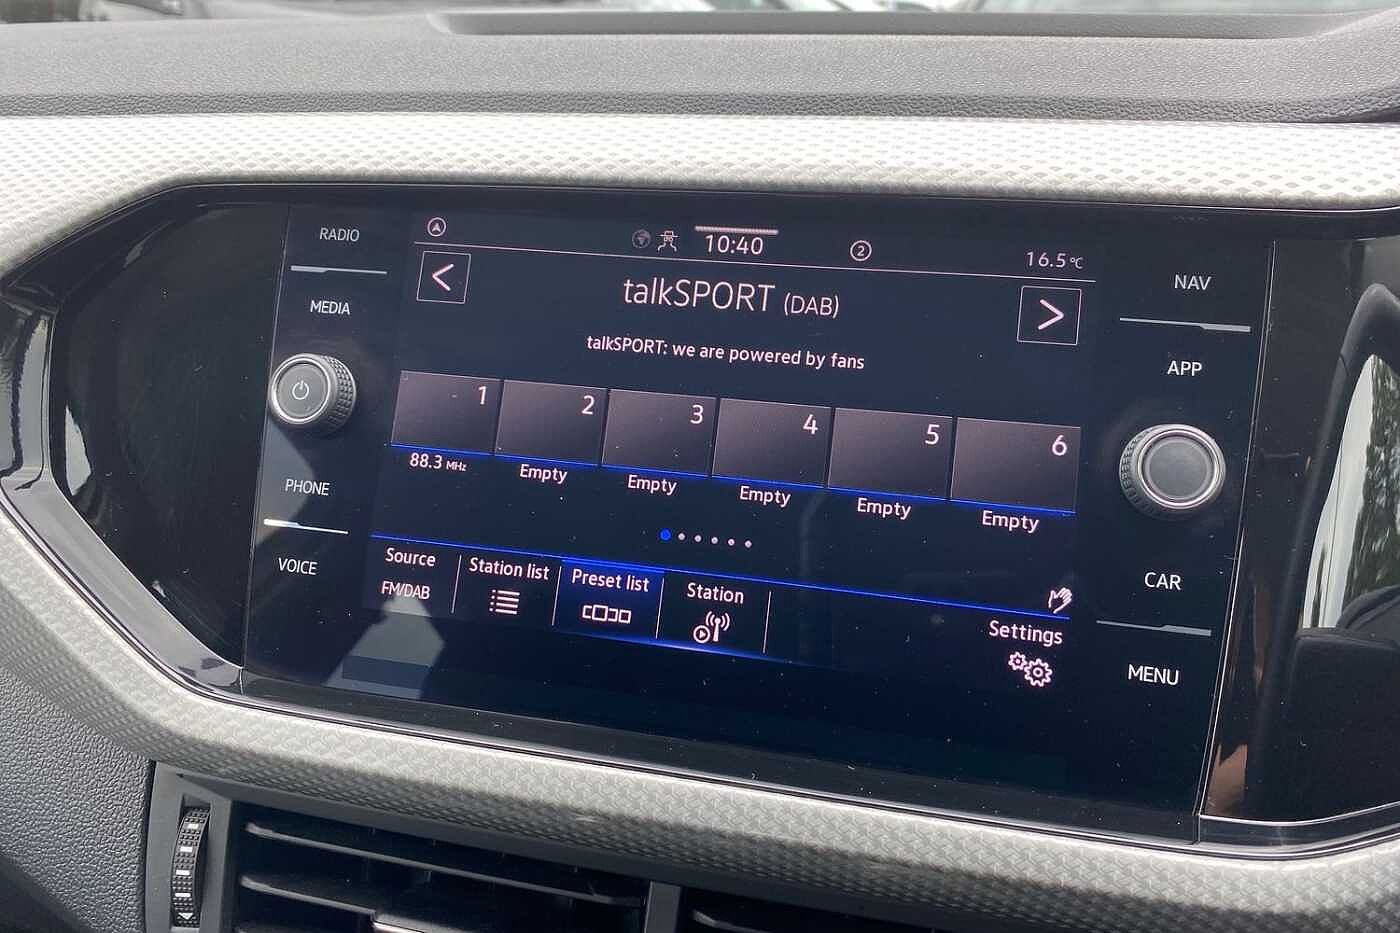 RADIO
MEDIA
PHONE
VOICE
10:40
2
16.5 °C
talkSPORT (DAB)
talkSPORT: we are powered by fans
1 2 3 4 5 6
88.3 MHz Empty Empty Empty Empty Empty
Source
FM/DAB
Station list
Preset list
Station
Settings
NAV
APP
CAR
MENU